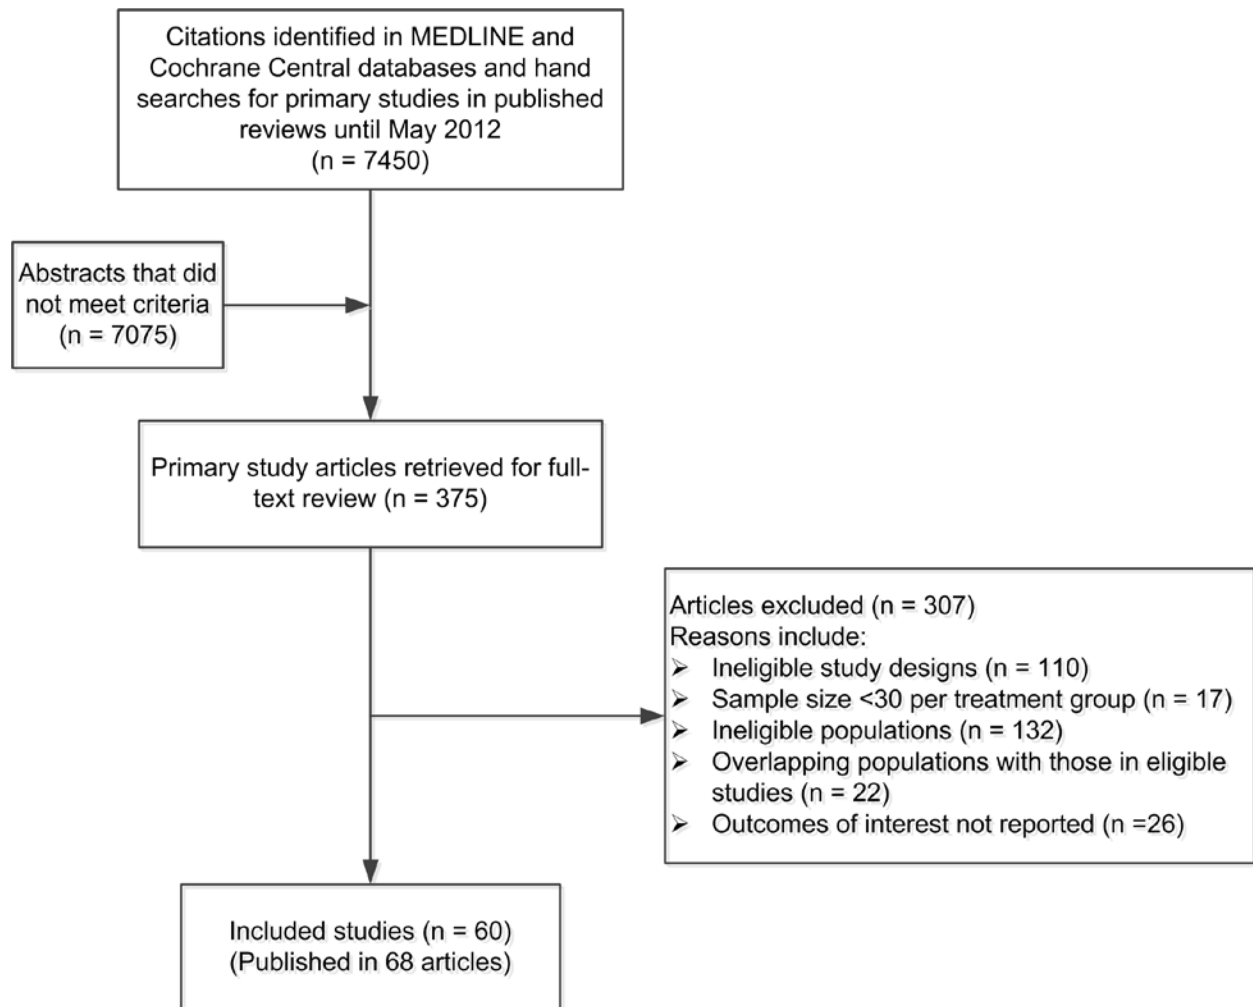 Citations identified in MEDLINE and
Cochrane Central databases and hand
searches for primary studies in published
reviews until May 2012
(n = 7450)
Abstracts that did
not meet criteria
(n = 7075)
Primary study articles retrieved for full-
text review (n = 375)
Articles excluded (n = 307)
Reasons include:
➢ Ineligible study designs (n = 110)
➢ Sample size <30 per treatment group (n = 17)
➢ Ineligible populations (n = 132)
➢ Overlapping populations with those in eligible
studies (n = 22)
➢ Outcomes of interest not reported (n =26)
Included studies (n = 60)
(Published in 68 articles)